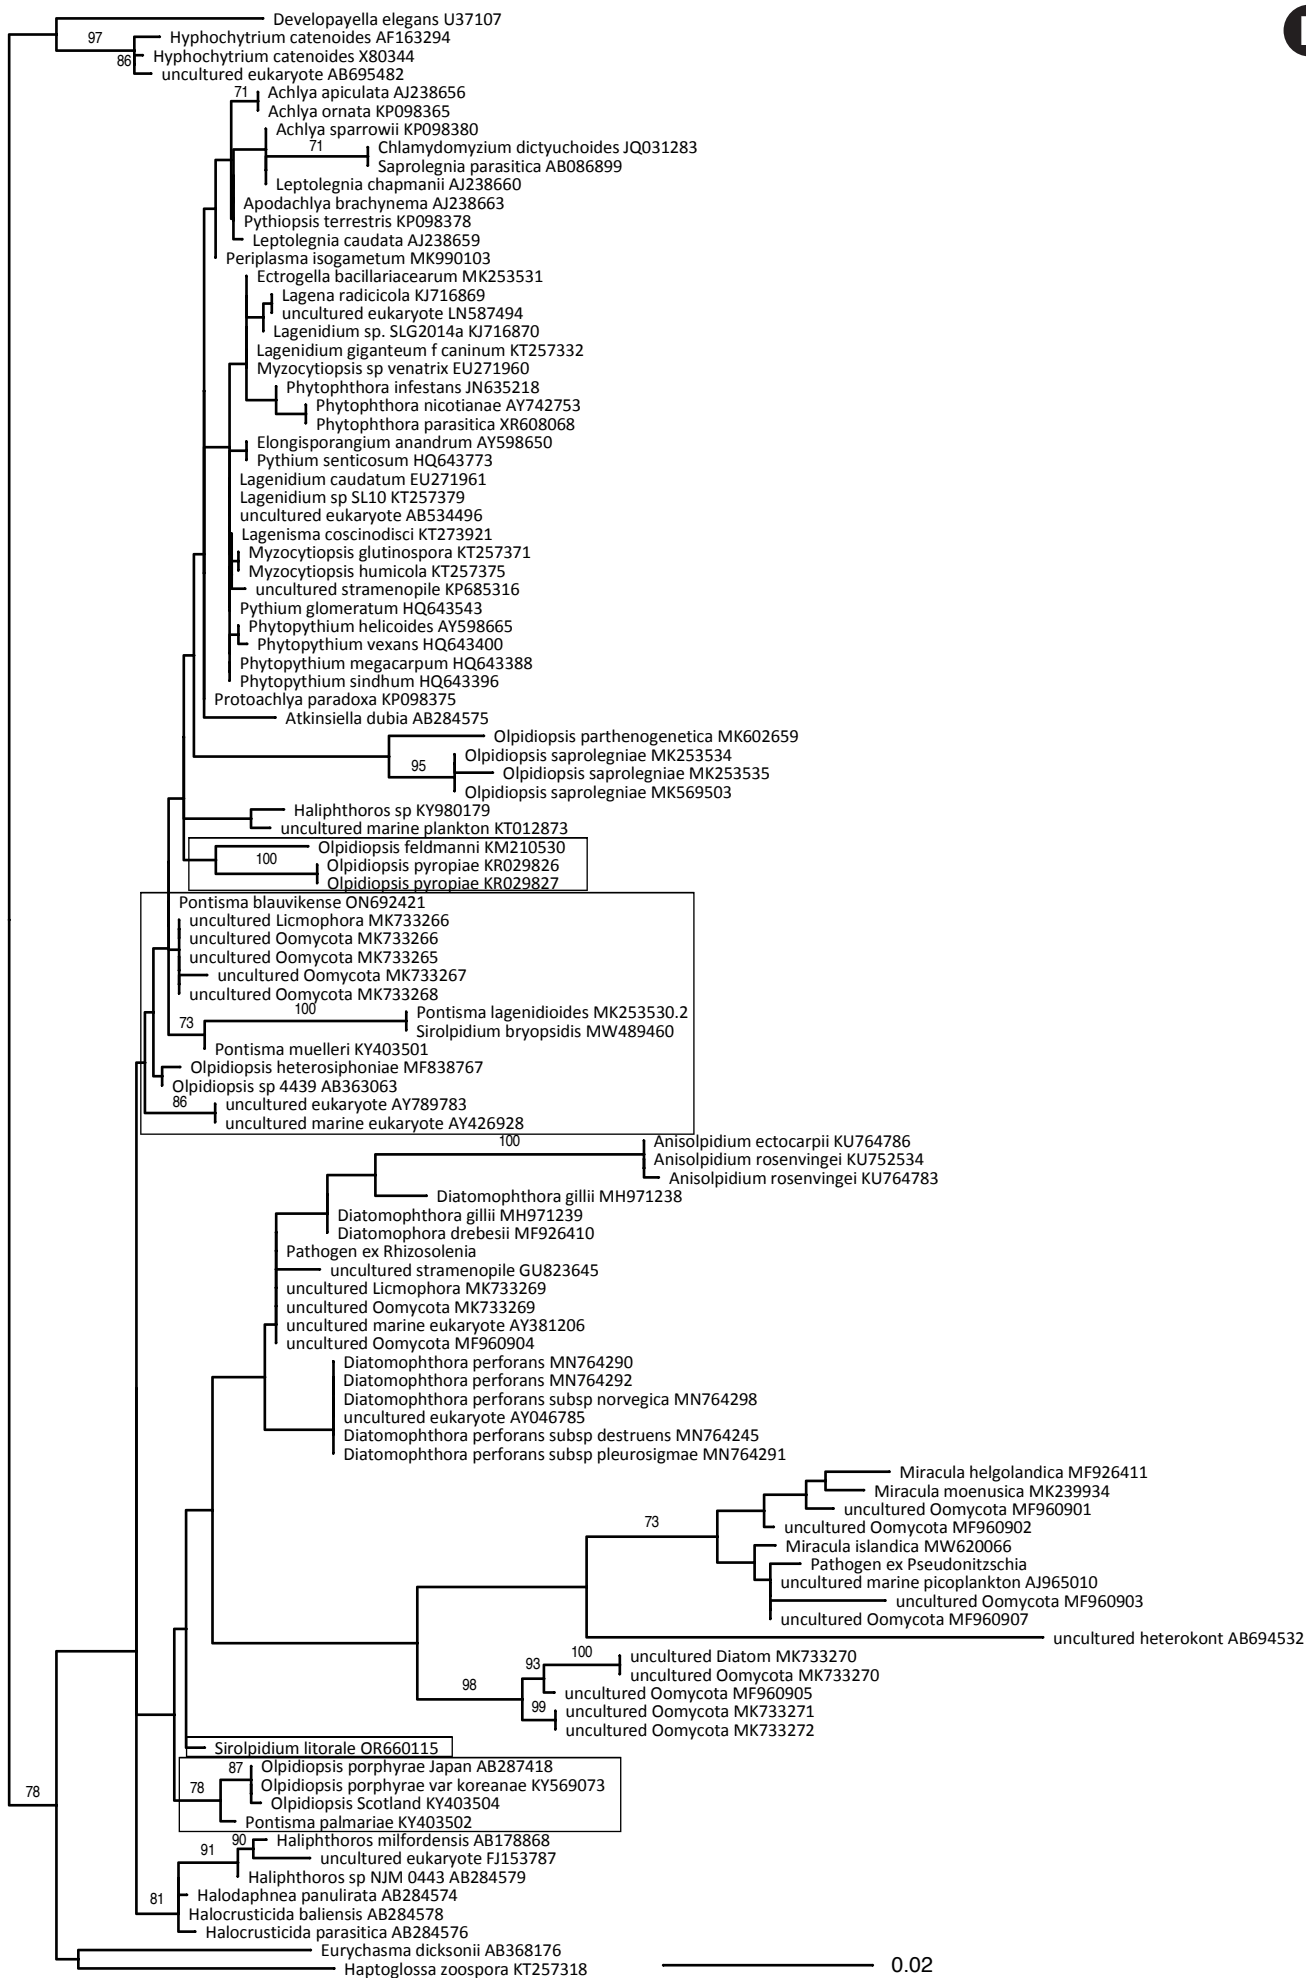 Developayella elegans U37107
97
Hyphochytrium catenoides AF163294
Hyphochytrium catenoides X80344
86
uncultured eukaryote AB695482
71
Achlya apiculata AJ238656
Achlya ornata KP098365
Achlya sparrowii KP098380
71
Chlamydomyzium dictyuchoides JQ031283
Saprolegnia parasitica AB086899
Leptolegnia chapmanii AJ238660
Apodachlya brachynema AJ238663
Pythiopsis terrestris KP098378
Leptolegnia caudata AJ238659
Periplasma isogametum MK990103
Ectrogella bacillariacearum MK253531
Lagena radicicola KJ716869
uncultured eukaryote LN587494
Lagenidium sp. SLG2014a KJ716870
Lagenidium giganteum f caninum KT257332
Myzocytiopsis sp venatrix EU271960
Phytophthora infestans JN635218
Phytophthora nicotianae AY742753
Phytophthora parasitica XR608068
Elongisporangium anandrum AY598650
Pythium senticosum HQ643773
Lagenidium caudatum EU271961
Lagenidium sp SL10 KT257379
uncultured eukaryote AB534496
Lagenisma coscinodisci KT273921
Myzocytiopsis glutinospora KT257371
Myzocytiopsis humicola KT257375
uncultured stramenopile KP685316
Pythium glomeratum HQ643543
Phytopythium helicoides AY598665
Phytopythium vexans HQ643400
Phytopythium megacarpum HQ643388
Phytopythium sindhum HQ643396
Protoachlya paradoxa KP098375
Atkinsiella dubia AB284575
Olpidiopsis parthenogenetica MK602659
Olpidiopsis saprolegniae MK253534
95
Olpidiopsis saprolegniae MK253535
Olpidiopsis saprolegniae MK569503
Haliphthoros sp KY980179
uncultured marine plankton KT012873
Olpidiopsis feldmanni KM210530
100
Olpidiopsis pyropiae KR029826
Olpidiopsis pyropiae KR029827
Pontisma blauvikense ON692421
uncultured Licmophora MK733266
uncultured Oomycota MK733266
uncultured Oomycota MK733265
uncultured Oomycota MK733267
uncultured Oomycota MK733268
100
Pontisma lagenidioides MK253530.2
73
Sirolpidium bryopsidis MW489460
Pontisma muelleri KY403501
Olpidiopsis heterosiphoniae MF838767
Olpidiopsis sp 4439 AB363063
86
uncultured eukaryote AY789783
uncultured marine eukaryote AY426928
100
Anisolpidium ectocarpii KU764786
Anisolpidium rosenvingei KU752534
Anisolpidium rosenvingei KU764783
Diatomophthora gillii MH971238
Diatomophthora gillii MH971239
Diatomophora drebesii MF926410
Pathogen ex Rhizosolenia
uncultured stramenopile GU823645
uncultured Licmophora MK733269
uncultured Oomycota MK733269
uncultured marine eukaryote AY381206
uncultured Oomycota MF960904
Diatomophthora perforans MN764290
Diatomophthora perforans MN764292
Diatomophthora perforans subsp norvegica MN764298
uncultured eukaryote AY046785
Diatomophthora perforans subsp destruens MN764245
Diatomophthora perforans subsp pleurosigmae MN764291
Miracula helgolandica MF926411
Miracula moenusica MK239934
uncultured Oomycota MF960901
73
uncultured Oomycota MF960902
Miracula islandica MW620066
Pathogen ex Pseudonitzschia
uncultured marine picoplankton AJ965010
uncultured Oomycota MF960903
uncultured Oomycota MF960907
uncultured heterokont AB694532
100
uncultured Diatom MK733270
93
uncultured Oomycota MK733270
98
uncultured Oomycota MF960905
99
uncultured Oomycota MK733271
uncultured Oomycota MK733272
Sirolpidium litorale OR660115
87
Olpidiopsis porphyrae Japan AB287418
78
Olpidiopsis porphyrae var koreanae KY569073
78
Olpidiopsis Scotland KY403504
Pontisma palmariae KY403502
90
Haliphthoros milfordensis AB178868
91
uncultured eukaryote FJ153787
Haliphthoros sp NJM 0443 AB284579
81
Halodaphnea panulirata AB284574
Halocrusticida baliensis AB284578
Halocrusticida parasitica AB284576
Eurychasma dicksonii AB368176
Haptoglossa zoospora KT257318
0.02